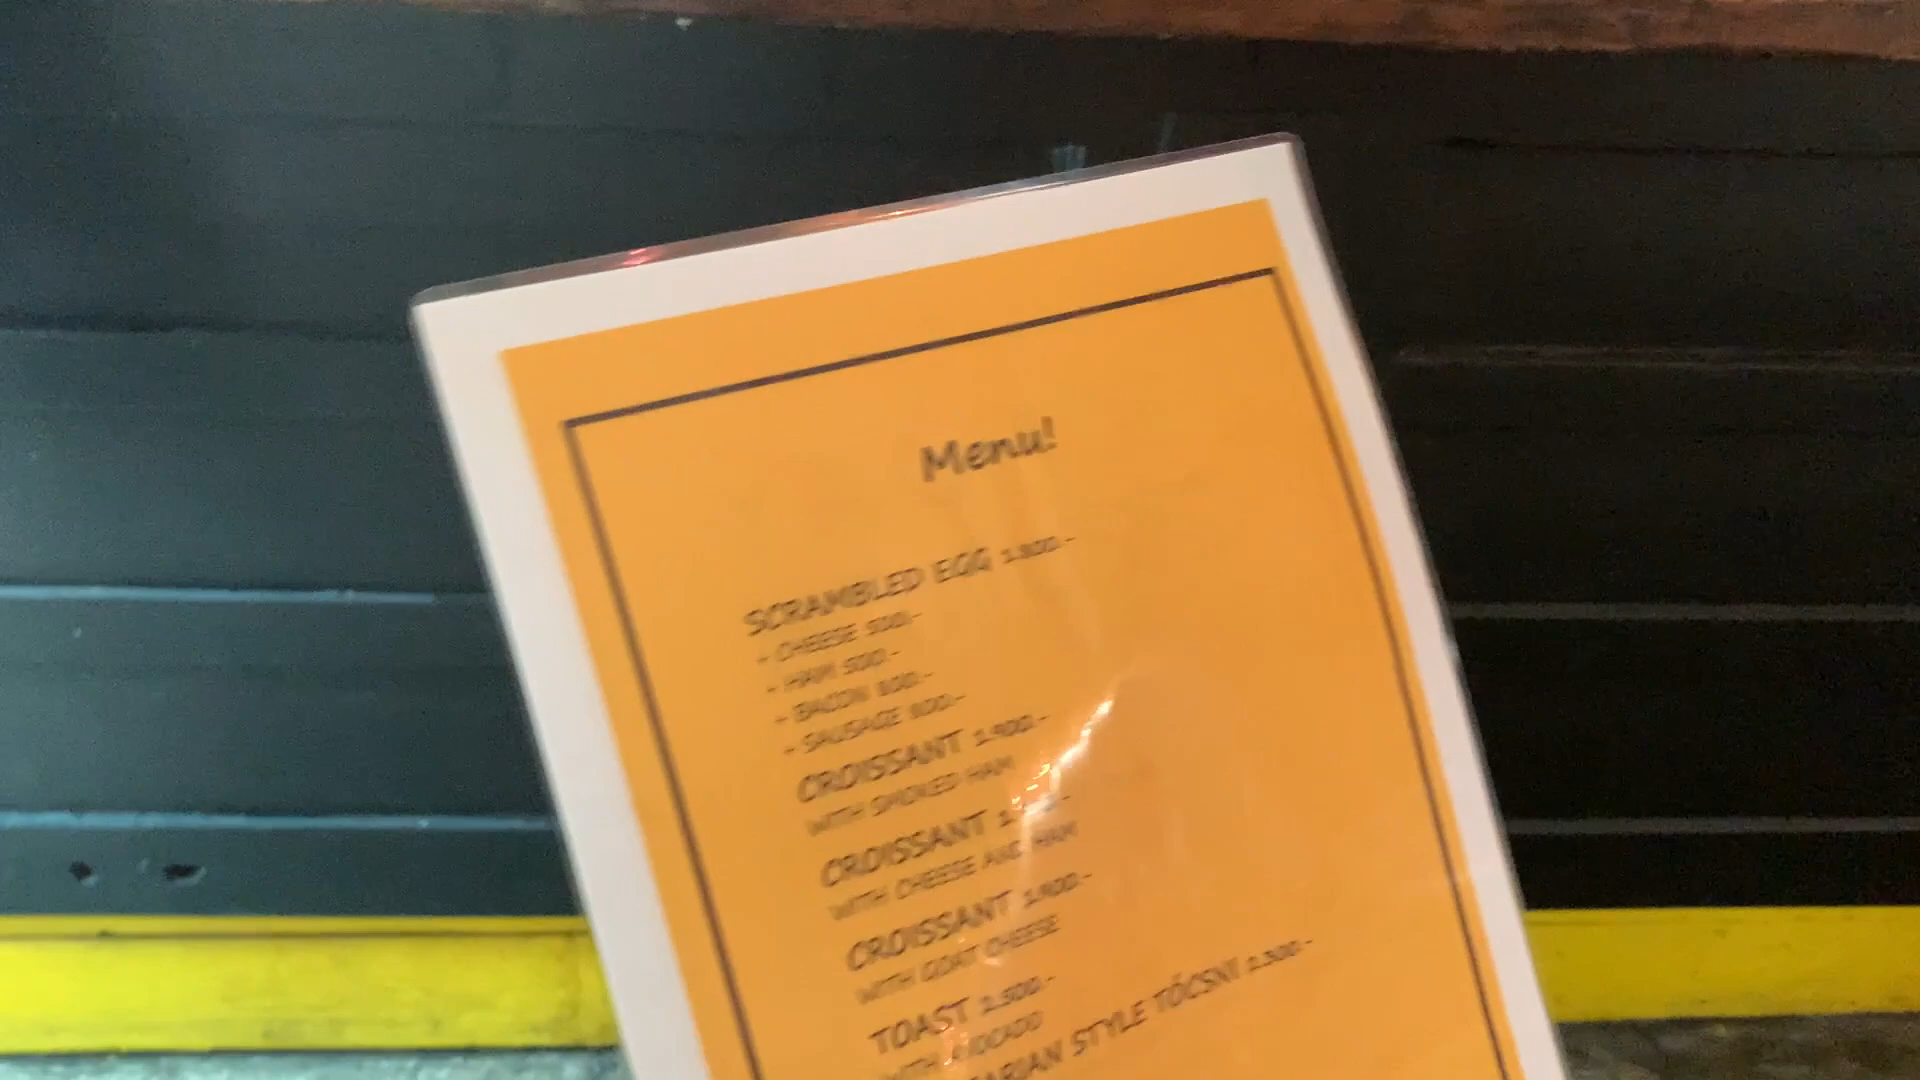 Menu!
SCRAMBLED EGG 1.800.-
- CHEESE 500.-
- HAM 500.-
- BACON 800.-
- SAUSAGE 900.-
CROISSANT 1.900.-
WITH SMOKED HAM
CROISSANT
WITH CHEESE AND HAM
CROISSANT 1.900.-
WITH GOAT CHEESE
TOAST 2.500.-
WITH AVOCADO
STYLE TÓCSNI 2.500.-